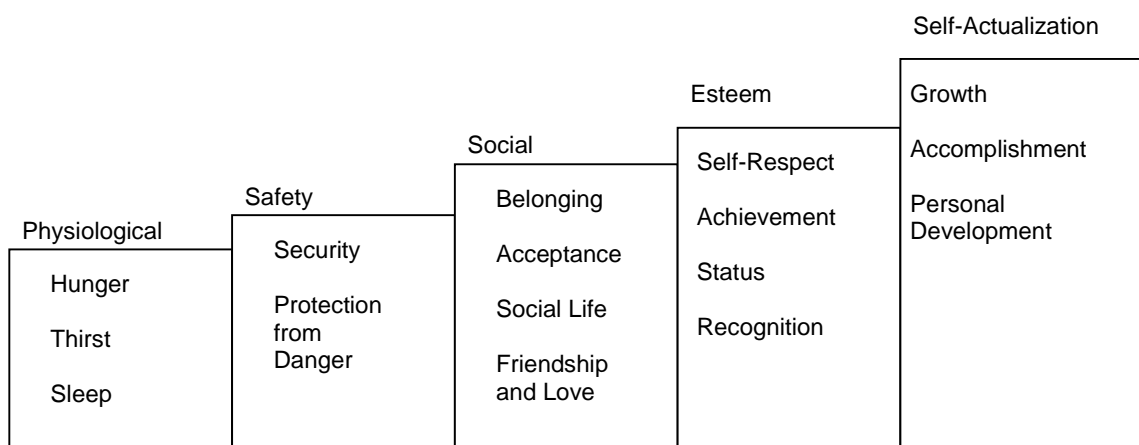 Physiological
Hunger
Thirst
Sleep
Safety
Security
Protection
from
Danger
Social
Belonging
Acceptance
Social Life
Friendship
and Love
Esteem
Self-Respect
Achievement
Status
Recognition
Self-Actualization
Growth
Accomplishment
Personal
Development